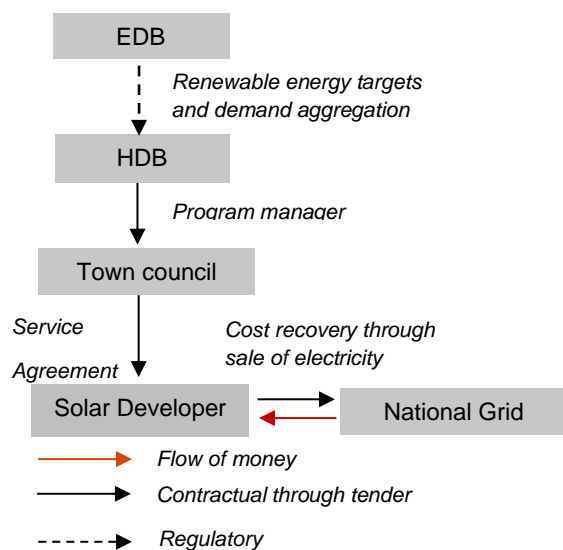 EDB
Renewable energy targets
and demand aggregation
HDB
Program manager
Town council
Service
Agreement
Cost recovery through
sale of electricity
Solar Developer
National Grid
Flow of money
Contractual through tender
Regulatory